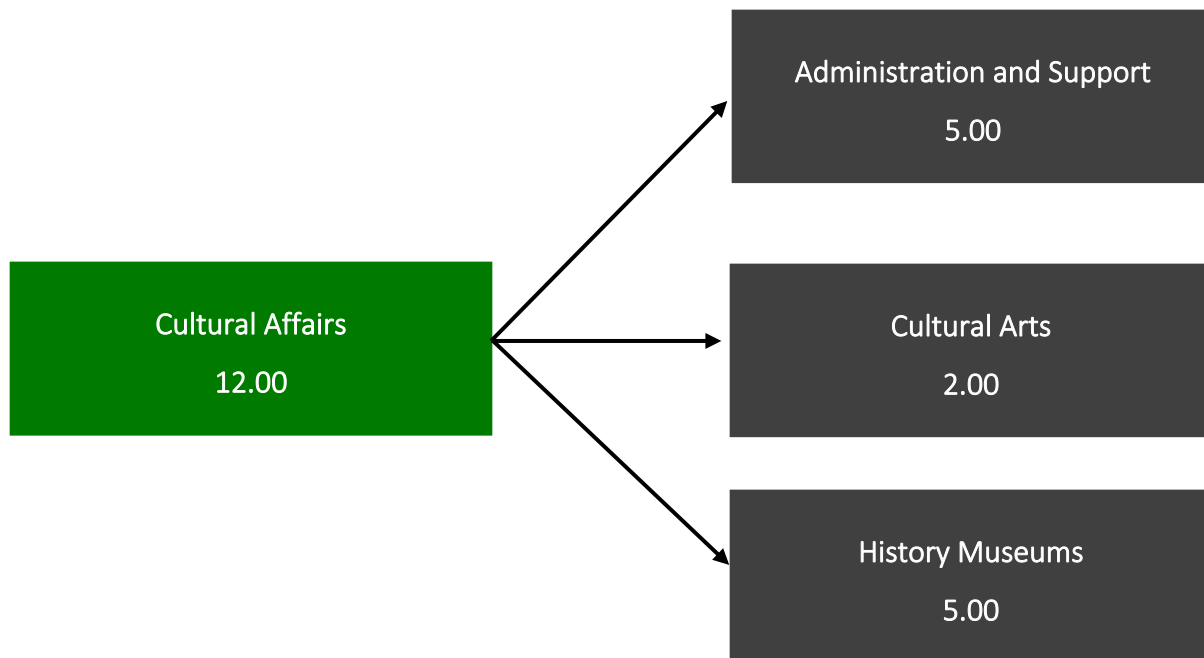 Cultural Affairs
12.00
Administration and Support
5.00
Cultural Arts
2.00
History Museums
5.00